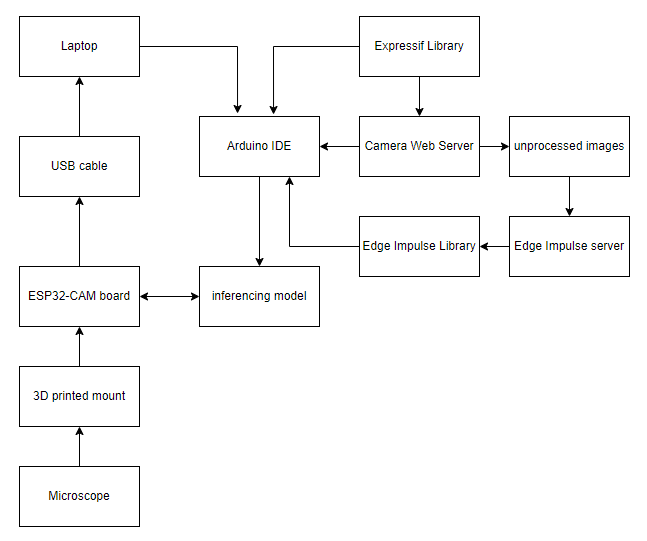 Laptop
Expressif Library
Arduino IDE
Camera Web Server
unprocessed images
USB cable
Edge Impulse Library
Edge Impulse server
ESP32-CAM board
inferencing model
3D printed mount
Microscope